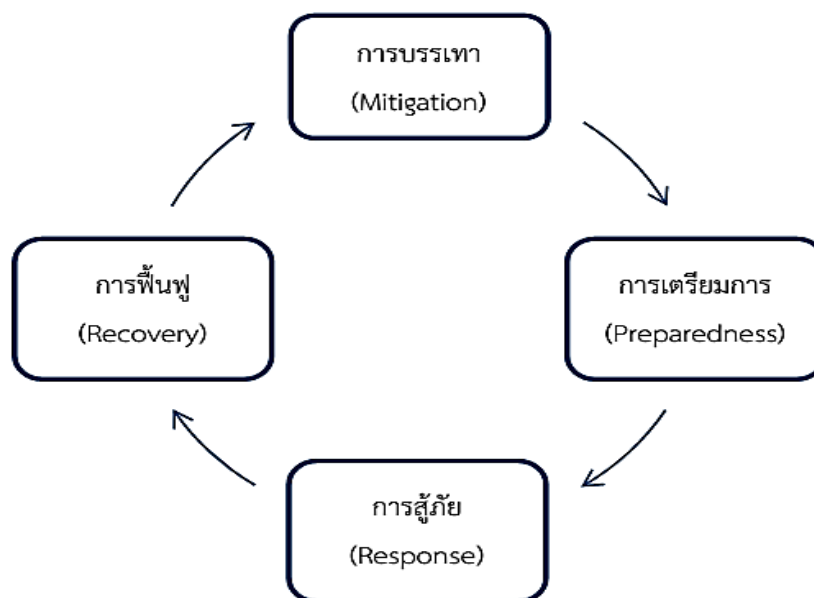 การบรรเทา
(Mitigation)
การฟื้นฟู
(Recovery)
การเตรียมการ
(Preparedness)
การสู้ภัย
(Response)